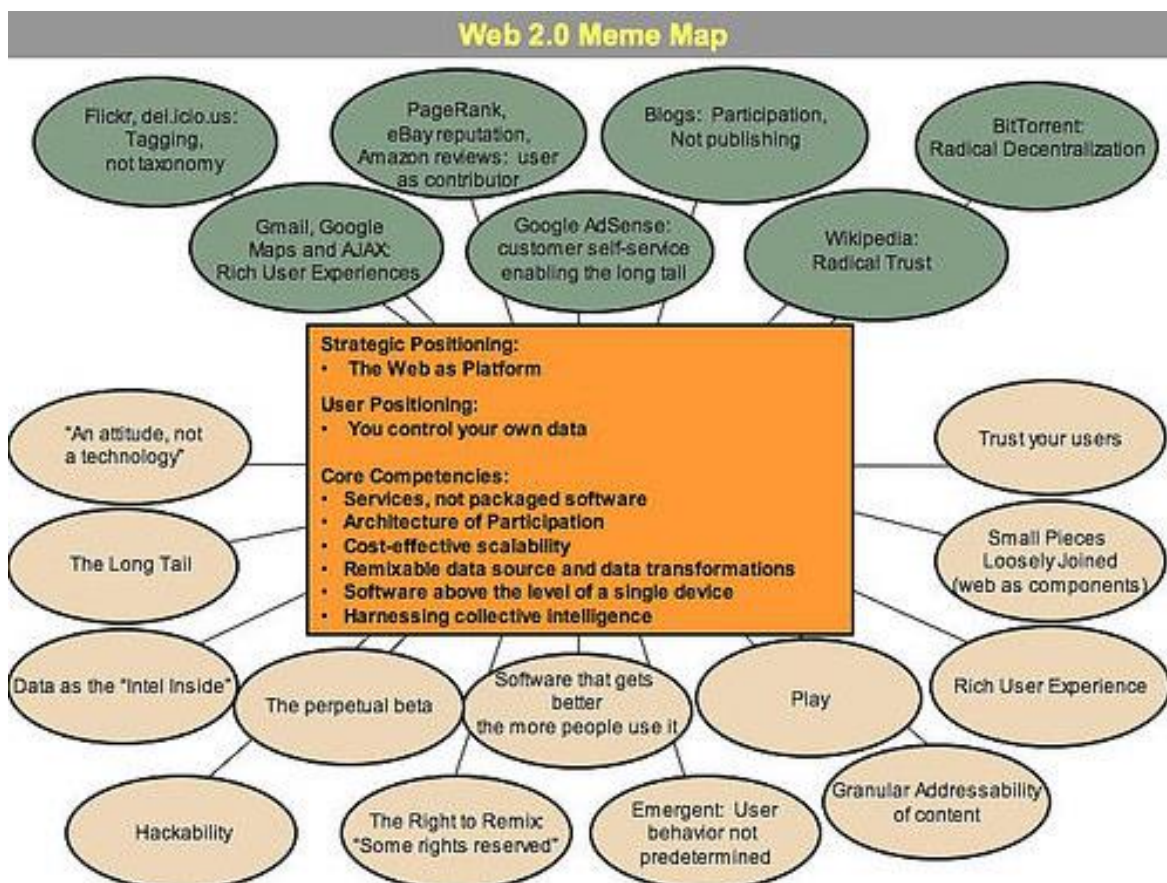 Web 2.0 Meme Map
Flickr, del.icio.us:
Tagging,
not taxonomy
PageRank,
eBay reputation,
Amazon reviews: user
as contributor
Blogs: Participation,
Not publishing
BitTorrent:
Radical Decentralization
Gmail, Google
Maps and AJAX:
Rich User Experiences
Google AdSense:
customer self-service
enabling the long tail
Wikipedia:
Radical Trust
Strategic Positioning:
• The Web as Platform
User Positioning:
• You control your own data
Core Competencies:
• Services, not packaged software
• Architecture of Participation
• Cost-effective scalability
• Remixable data source and data transformations
• Software above the level of a single device
• Harnessing collective intelligence
"An attitude, not
a technology"
The Long Tail
Data as the "Intel Inside"
Hackability
The perpetual beta
The Right to Remix:
"Some rights reserved"
Software that gets
better
the more people use it
Emergent: User
behavior not
predetermined
Play
Granular Addressability
of content
Rich User Experience
Small Pieces
Loosely Joined
(web as components)
Trust your users